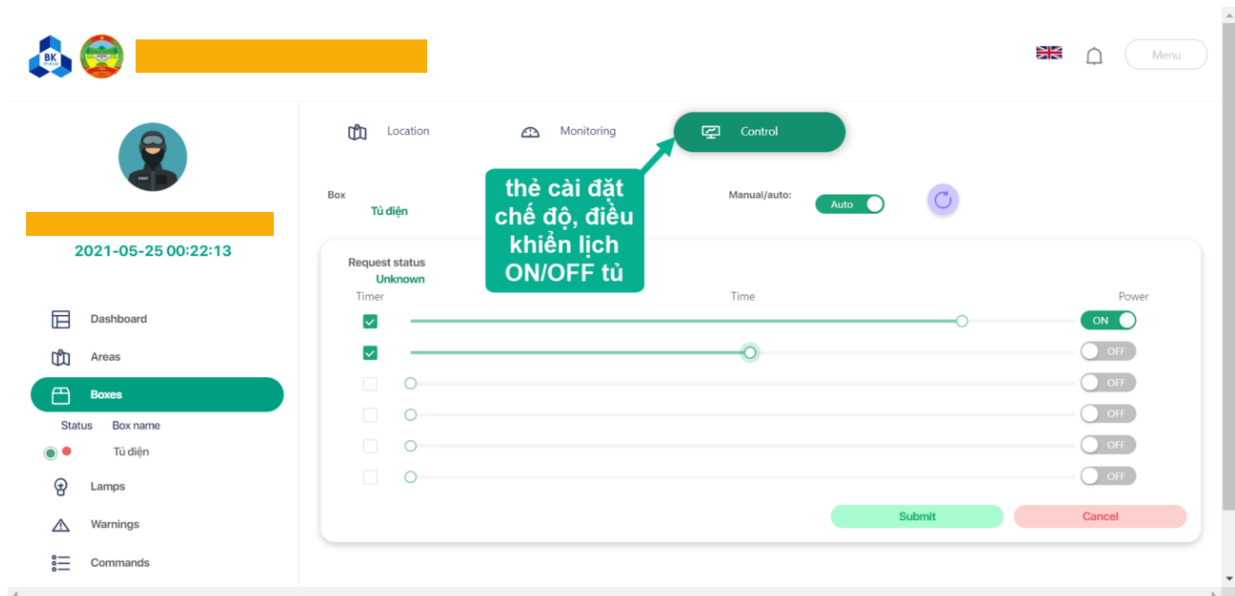 BK
Menu
Location
Monitoring
Control
thẻ cài đặt
chế độ, điều
khiển lịch
ON/OFF tủ
Box
Tủ điện
Manual/auto:
Auto
2021-05-25 00:22:13
Request status
Unknown
Timer
Time
Power
ON
OFF
OFF
OFF
OFF
OFF
Submit
Cancel
Dashboard
Areas
Boxes
Status Box name
Tủ điện
Lamps
Warnings
Commands